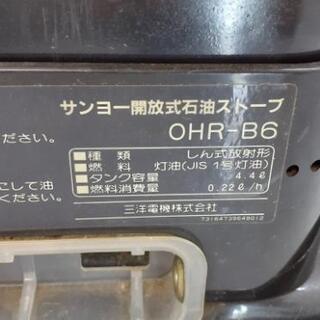 サンヨー開放式石油ストーブ
OHR-B6
ださい。
■種類 しん式放射形
■燃料 灯油(JIS 1号灯油)
■タンク容量 4.4ℓ
■燃料消費量 0.22ℓ/h
にして油
ください。
三洋電機株式会社